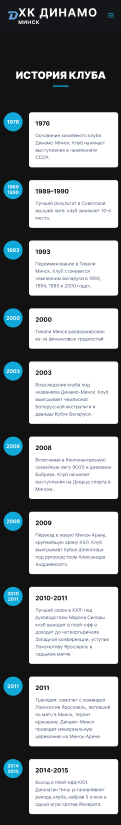 ХК ДИНАМО
МИНСК
ИСТОРИЯ КЛУБА
1976
1976
Основание хоккейного клуба
Динамо-Минск. Клуб начинает
выступления в чемпионате
СССР.
1989
1990
1989–1990
Лучший результат в Советской
высшей лиге: клуб занимает 10-е
место.
1993
1993
Переименование в Тивали
Минск. Клуб становится
чемпионом Беларуси в 1993,
1994, 1995 и 2000 годах.
2000
2000
Тивали Минск расформирован
из-за финансовых трудностей.
2003
2003
Возрождение клуба под
названием Динамо-Минск. Клуб
выигрывает чемпионат
Белорусской экстралиги и
дважды Кубок Беларуси.
2008
2008
Включение в Континентальную
хоккейную лигу (КХЛ) в дивизион
Боброва. Клуб начинает
выступления на Дворце спорта в
Минске.
2009
2009
Переезд в новую Минск-Арену,
крупнейшую арену КХЛ. Клуб
выигрывает Кубок Шпенглера
под руководством Александра
Андриевского.
2010
2011
2010-2011
Лучший сезон в КХЛ: под
руководством Марека Сикоры
клуб выходит в плей-офф и
доходит до четвертьфинала
Западной конференции, уступив
Локомотиву Ярославль в
седьмом матче.
2011
2011
Трагедия: самолет с командой
Локомотив Ярославль, летевший
на матч в Минск, терпит
крушение. Динамо-Минск
проводит мемориальную
церемонию на Минск-Арене.
2014
2015
2014-2015
Выход в плей-офф КХЛ.
Джонатан Чичу устанавливает
рекорд клуба, набрав 5 очков в
одной игре против Йокерита.